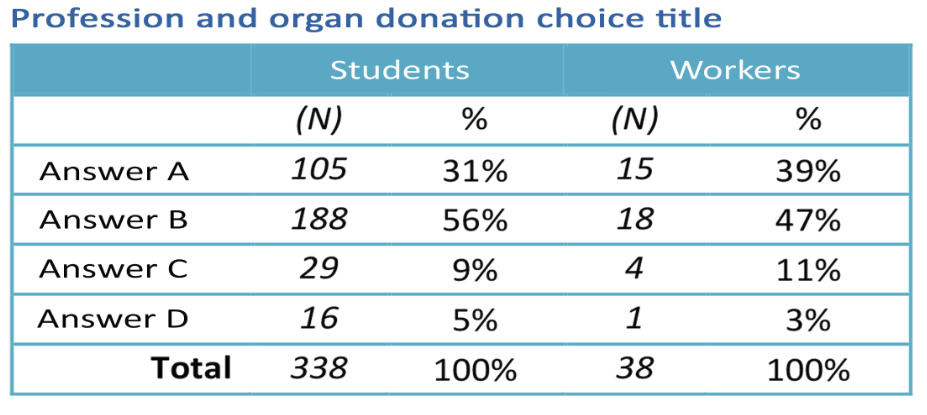 Profession and organ donation choice title
Students Workers
(N) % (N) %
Answer A 105 31% 15 39%
Answer B 188 56% 18 47%
Answer C 29 9% 4 11%
Answer D 16 5% 1 3%
Total 338 100% 38 100%